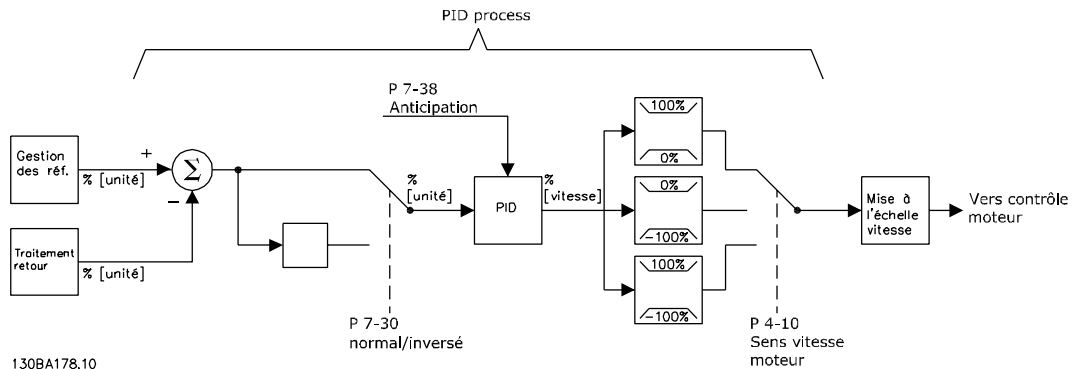 PID process
P 7-38
Anticipation
Gestion
des réf.
+
% [unité]
Σ
–
Traitement
retour
% [unité]
% 
[unité]
PID
%
[vitesse]
100%
0%
0%
-100%
100%
-100%
Mise à
l'échelle
vitesse
Vers contrôle
moteur
P 7-30
normal/inversé
P 4-10
Sens vitesse
moteur
130BA178.10